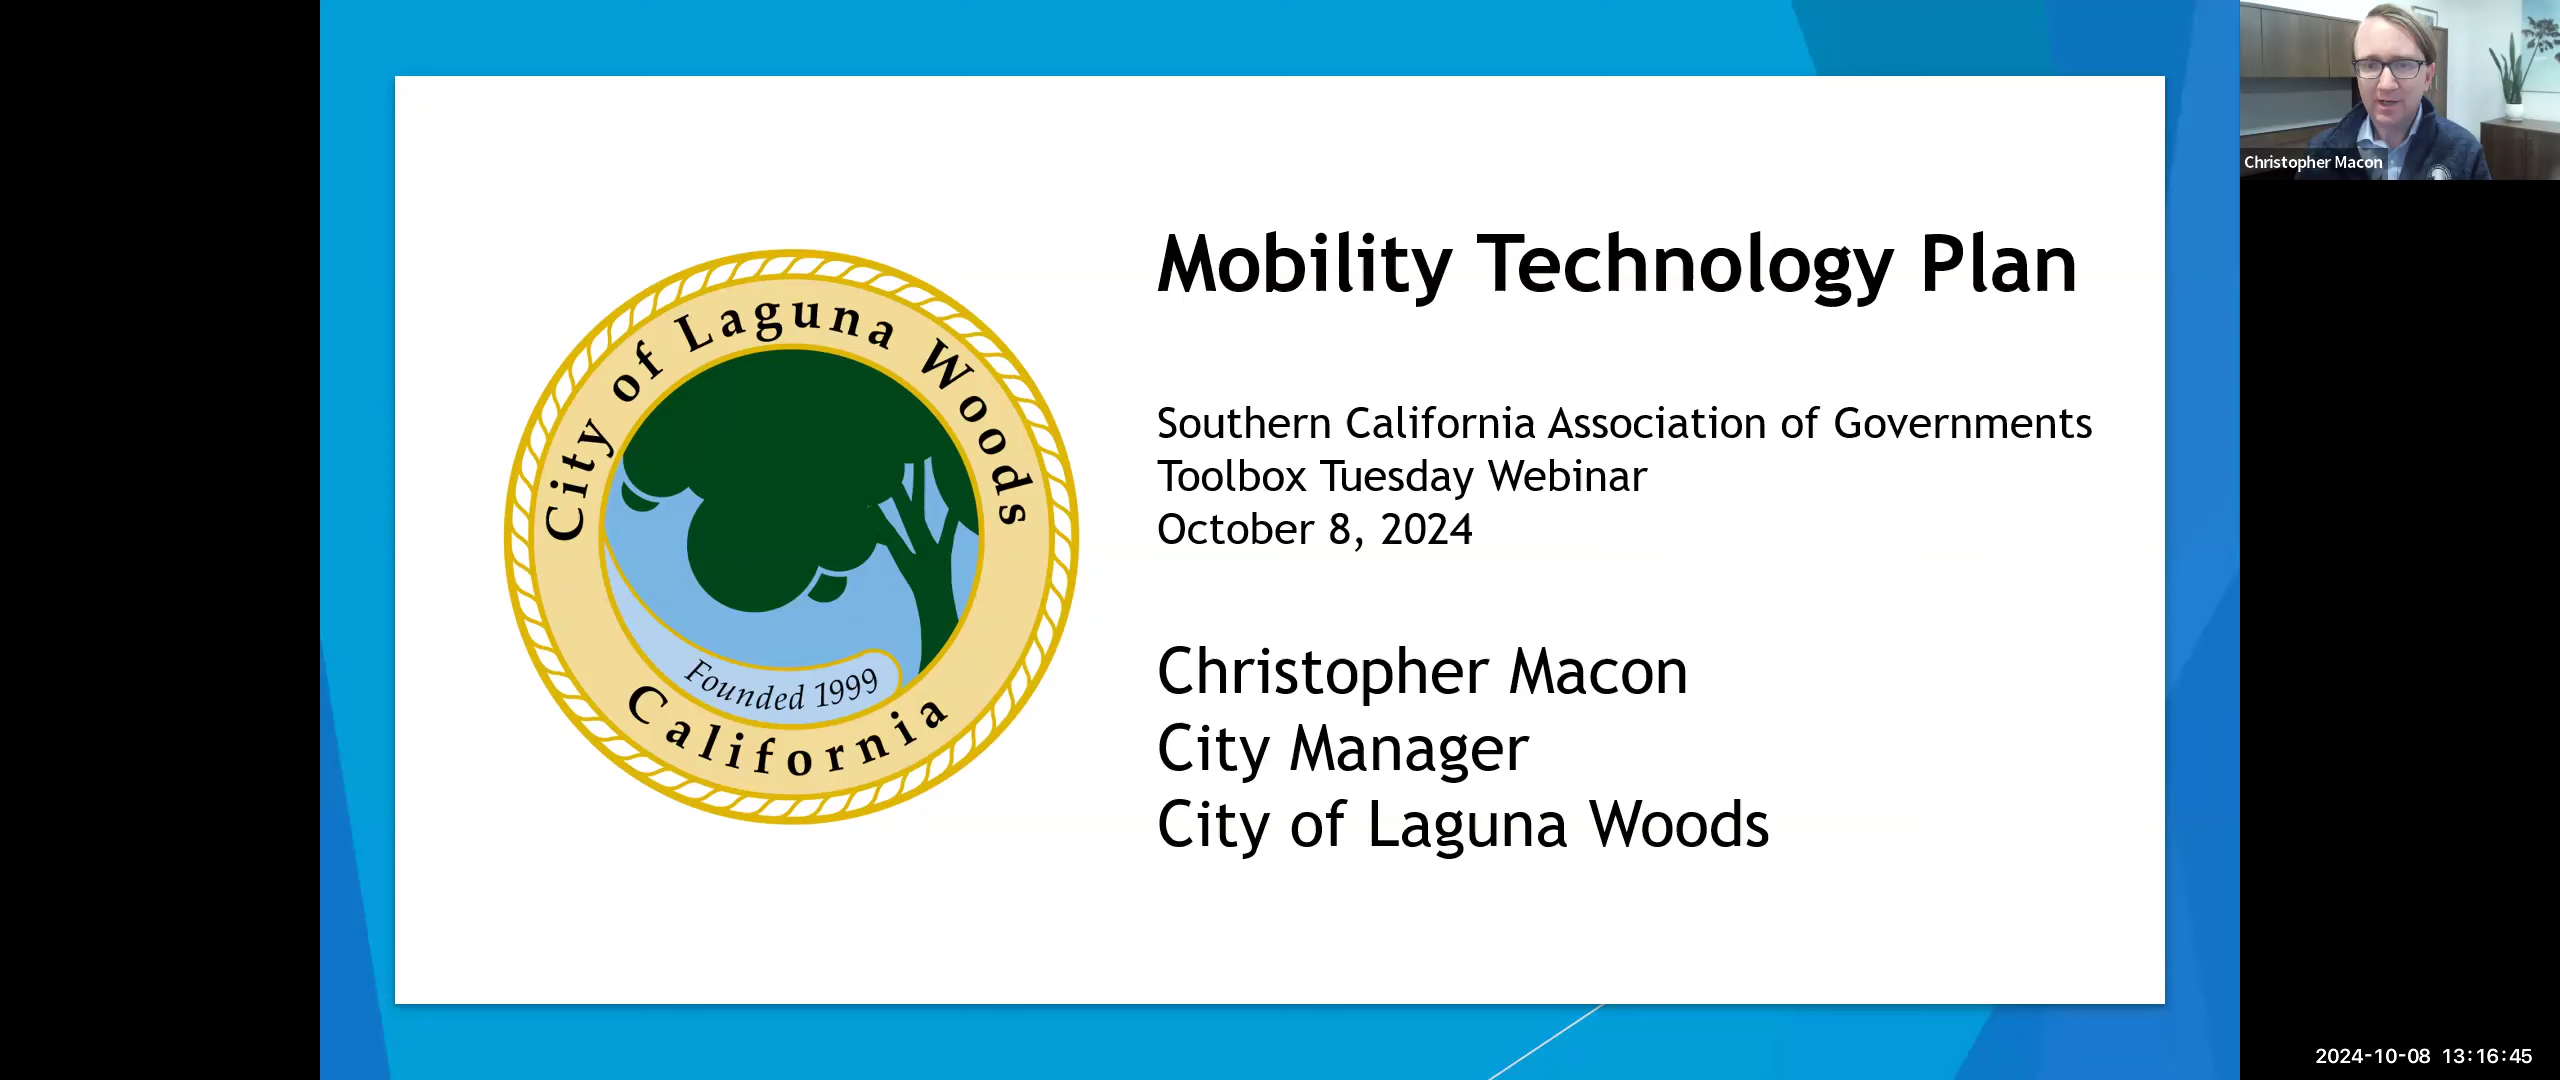 City of Laguna Woods
Founded 1999
California
Mobility Technology Plan
Southern California Association of Governments
Toolbox Tuesday Webinar
October 8, 2024
Christopher Macon
City Manager
City of Laguna Woods
Christopher Macon
2024-10-08 13:16:45